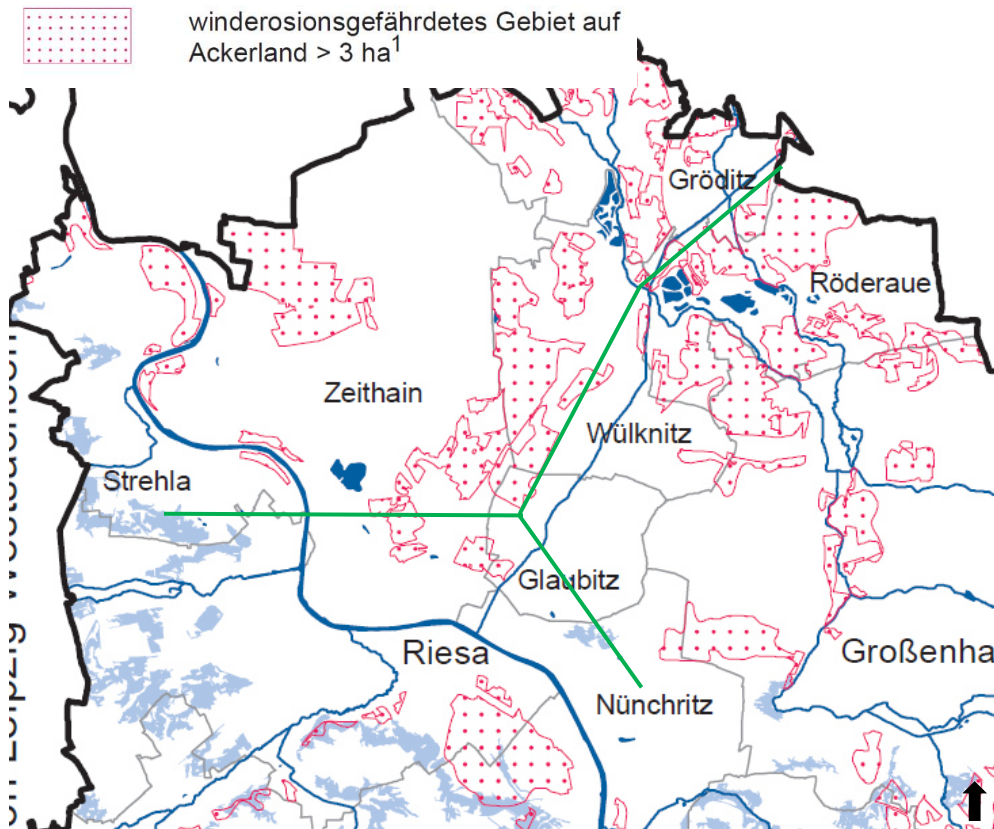 winderosionsgefährdetes Gebiet auf
Ackerland > 3 ha¹
Gröditz
Röderaue
Zeithain
Wülknitz
Strehla
Glaubitz
Riesa
Großenha
Nünchritz